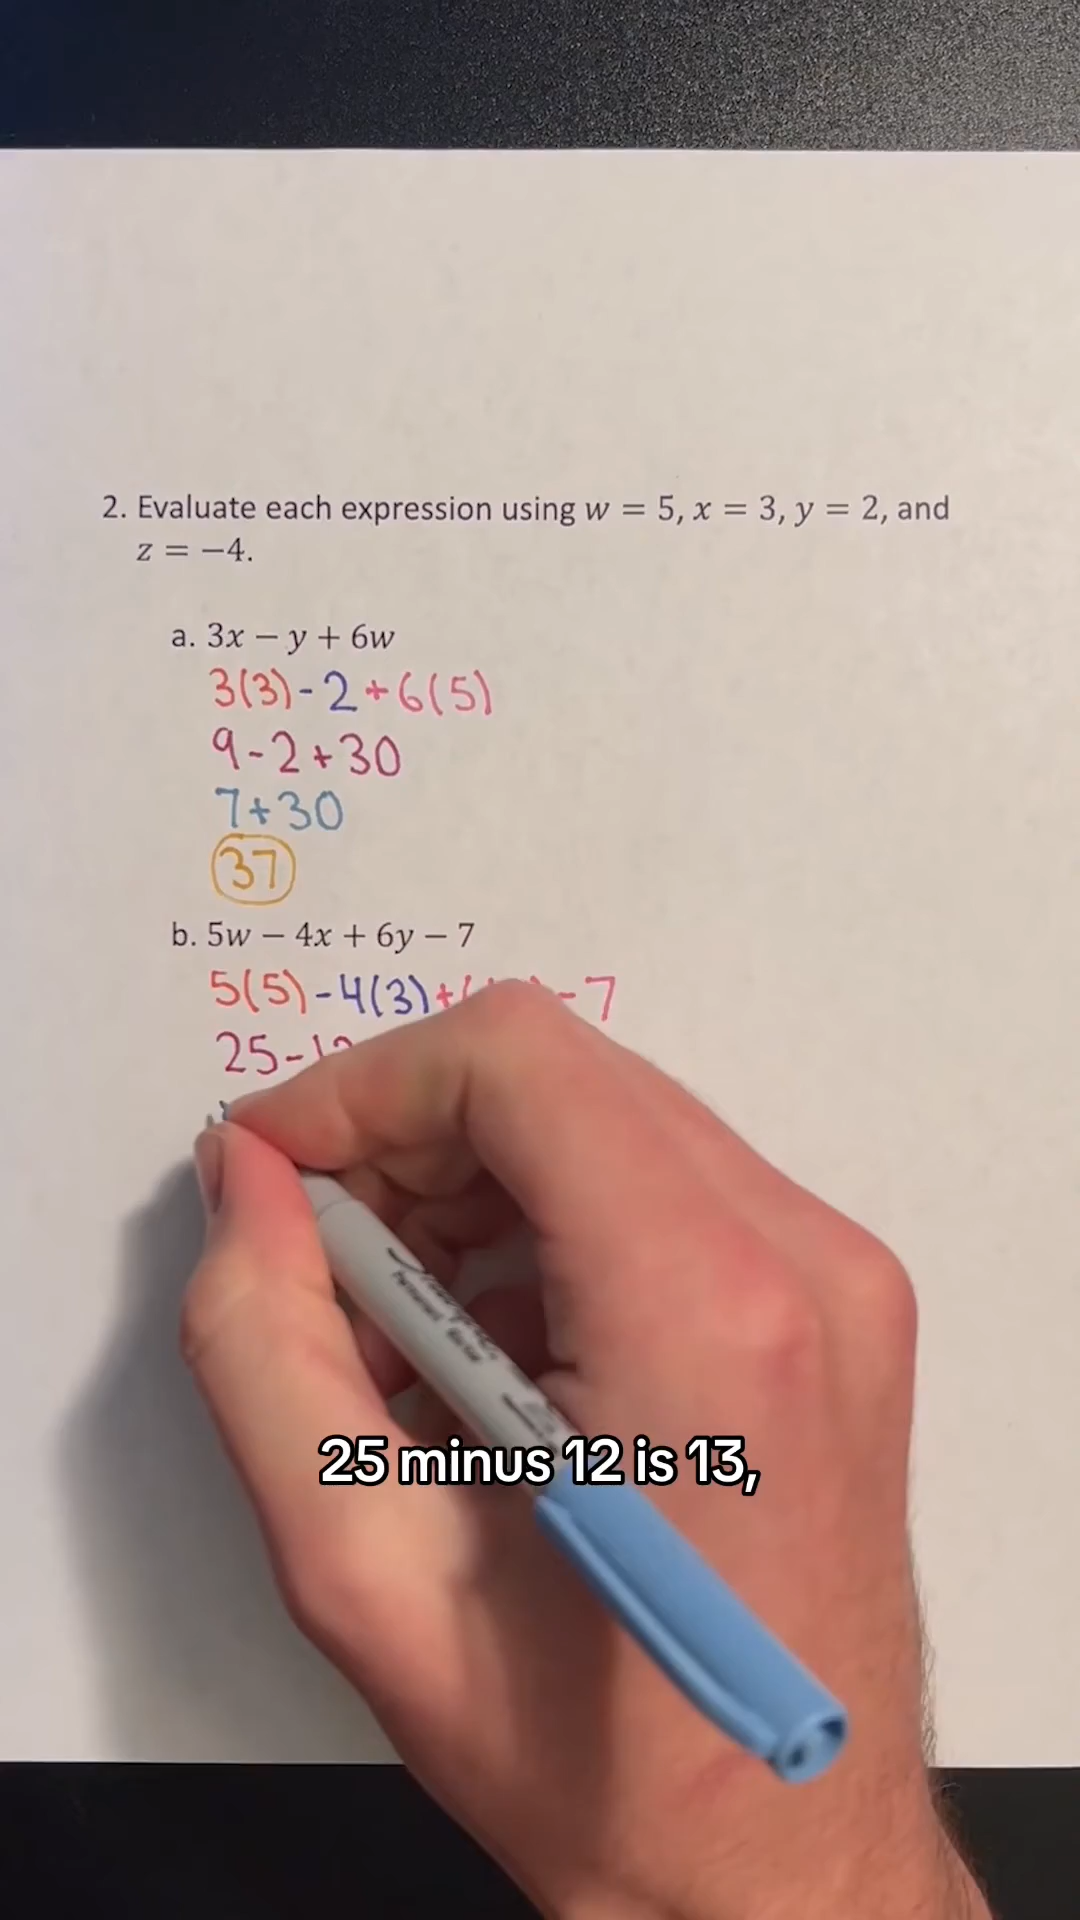 2. Evaluate each expression using w = 5, x = 3, y = 2, and
z = −4.
a. 3x − y + 6w
3(3)-2+6(5)
9-2+30
7+30
37
b. 5w − 4x + 6y − 7
5(5)-4(3)+ -7
25-12
25 minus 12 is 13,